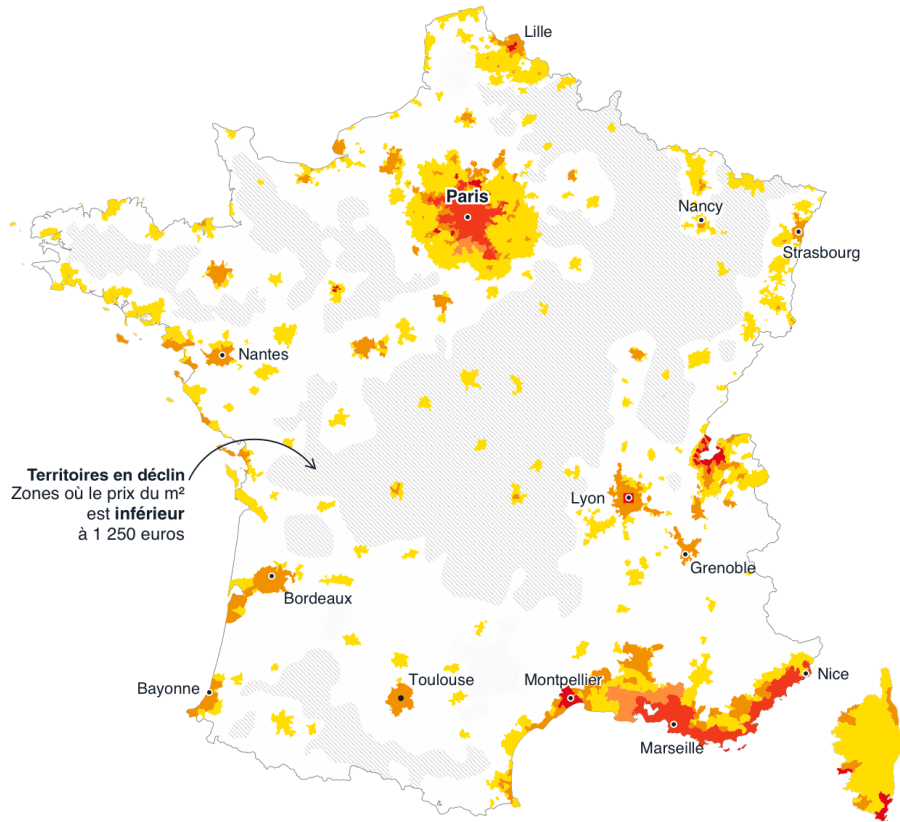 Lille
Paris
Nancy
Strasbourg
Nantes
Territoires en déclin
Zones où le prix du m²
est inférieur
à 1 250 euros
Lyon
Grenoble
Bordeaux
Bayonne
Toulouse
Montpellier
Nice
Marseille